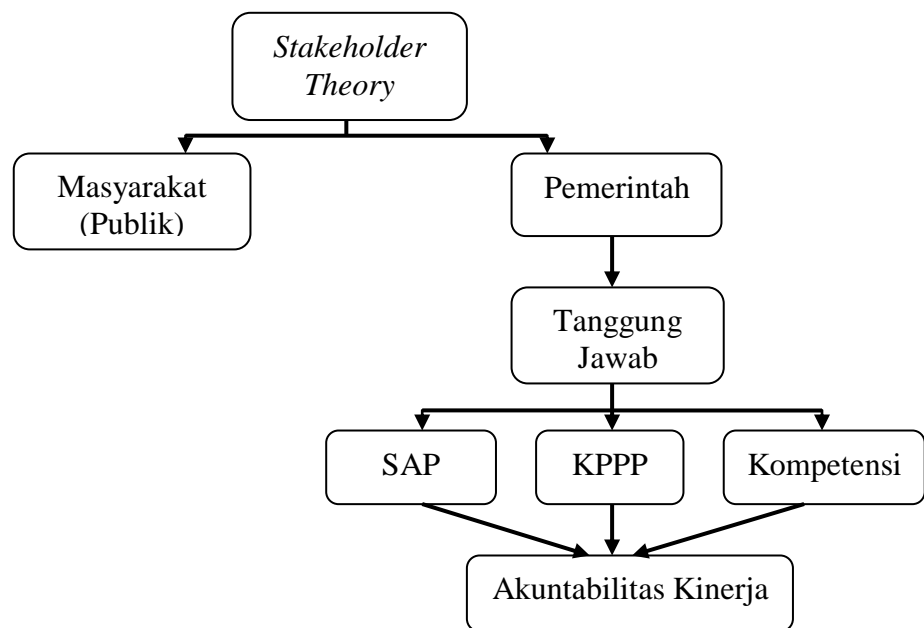 Stakeholder
Theory
Masyarakat
(Publik)
Pemerintah
Tanggung
Jawab
SAP
KPPP
Kompetensi
Akuntabilitas Kinerja